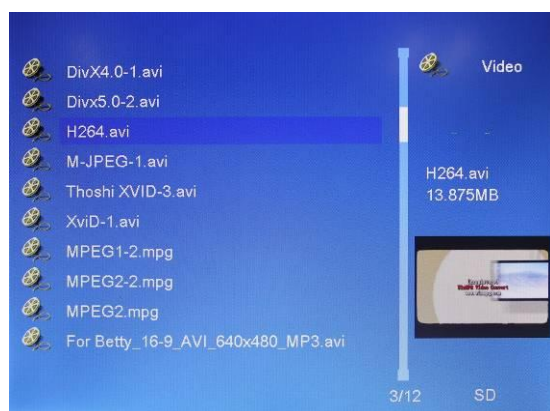 DivX4.0-1.avi
Divx5.0-2.avi
H264.avi
M-JPEG-1.avi
Thoshi XVID-3.avi
XviD-1.avi
MPEG1-2.mpg
MPEG2-2.mpg
MPEG2.mpg
For Betty_16-9_AVI_640x480_MP3.avi
Video
- -
H264.avi
13.875MB
3/12 SD